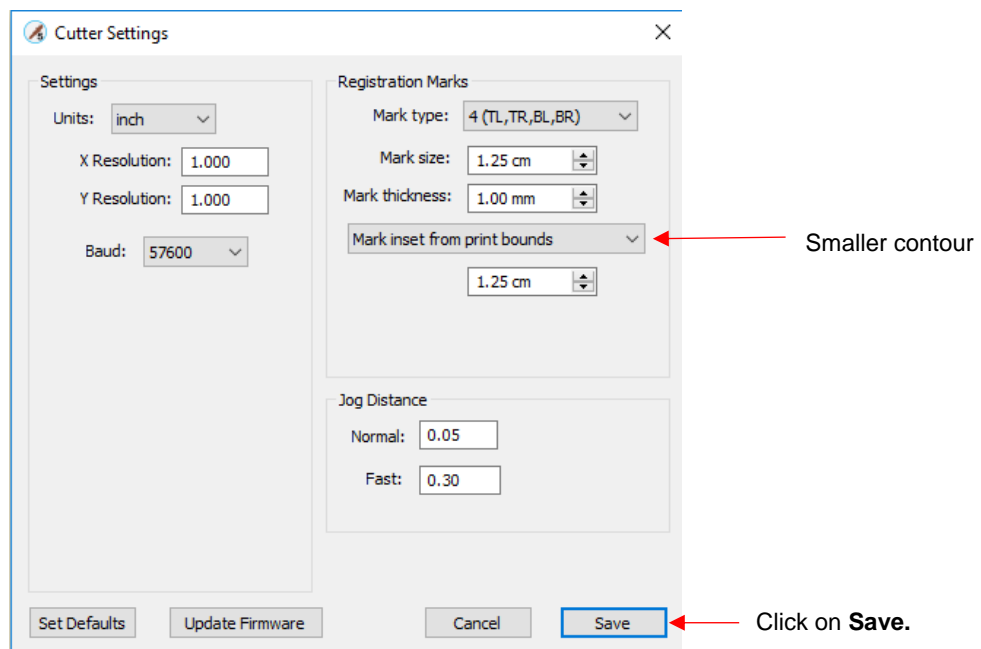 Cutter Settings
Settings
Units: inch
X Resolution: 1.000
Y Resolution: 1.000
Baud: 57600
Registration Marks
Mark type: 4 (TL,TR,BL,BR)
Mark size: 1.25 cm
Mark thickness: 1.00 mm
Mark inset from print bounds
1.25 cm
Smaller contour
Jog Distance
Normal: 0.05
Fast: 0.30
Set Defaults Update Firmware Cancel Save
Click on Save.